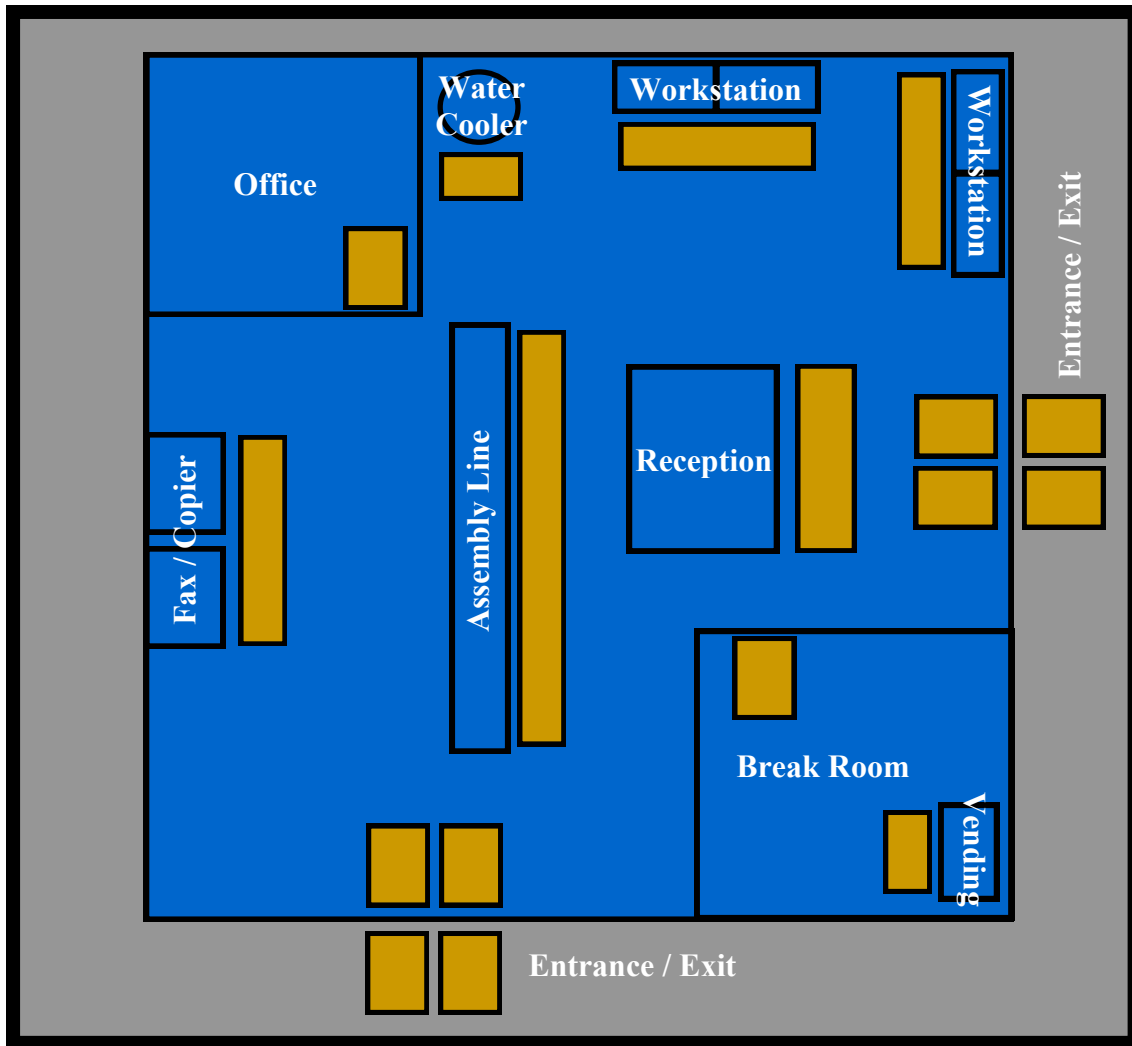 Water
Cooler
Workstation
Workstation
Office
Entrance / Exit
Reception
Assembly Line
Fax / Copier
Break Room
Vending
Entrance / Exit